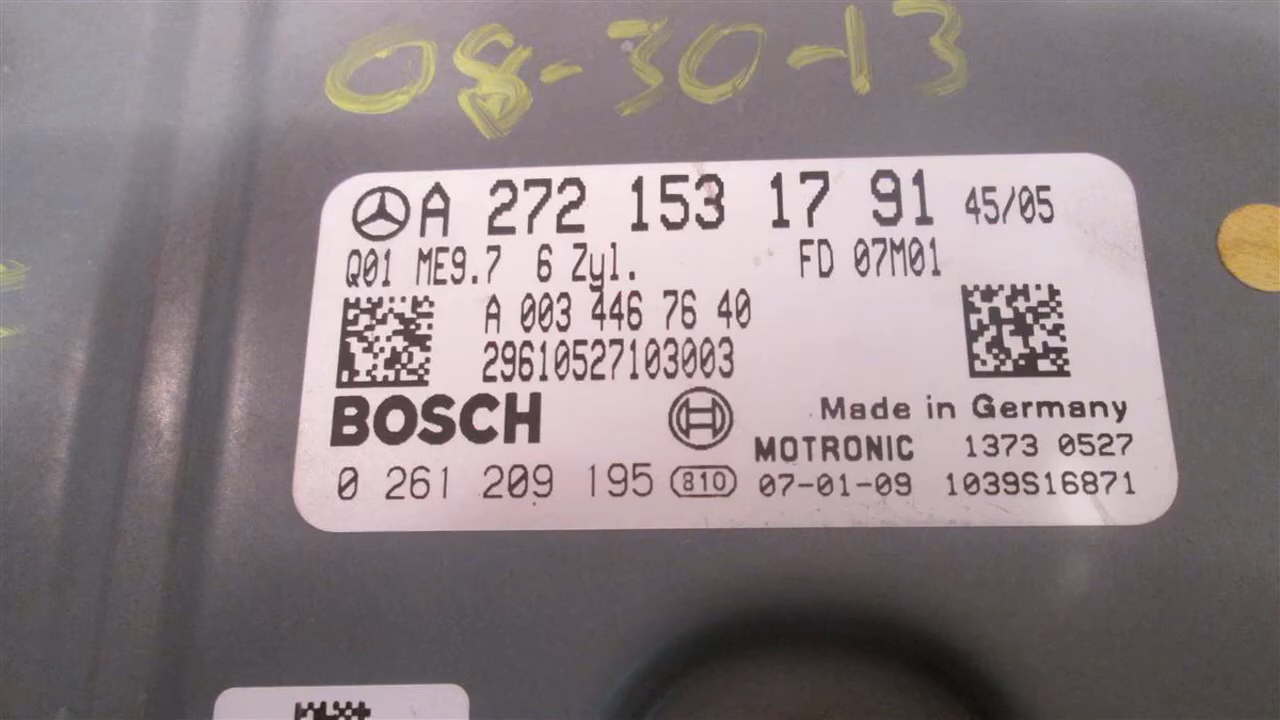 08-30-13
A 272 153 17 91 45/05
Q01 ME9.7 6 Zyl. FD 07M01
A 003 446 76 40
29610527103003
BOSCH
Made in Germany
MOTRONIC 1373 0527
0 261 209 195 810 07-01-09 1039S16871